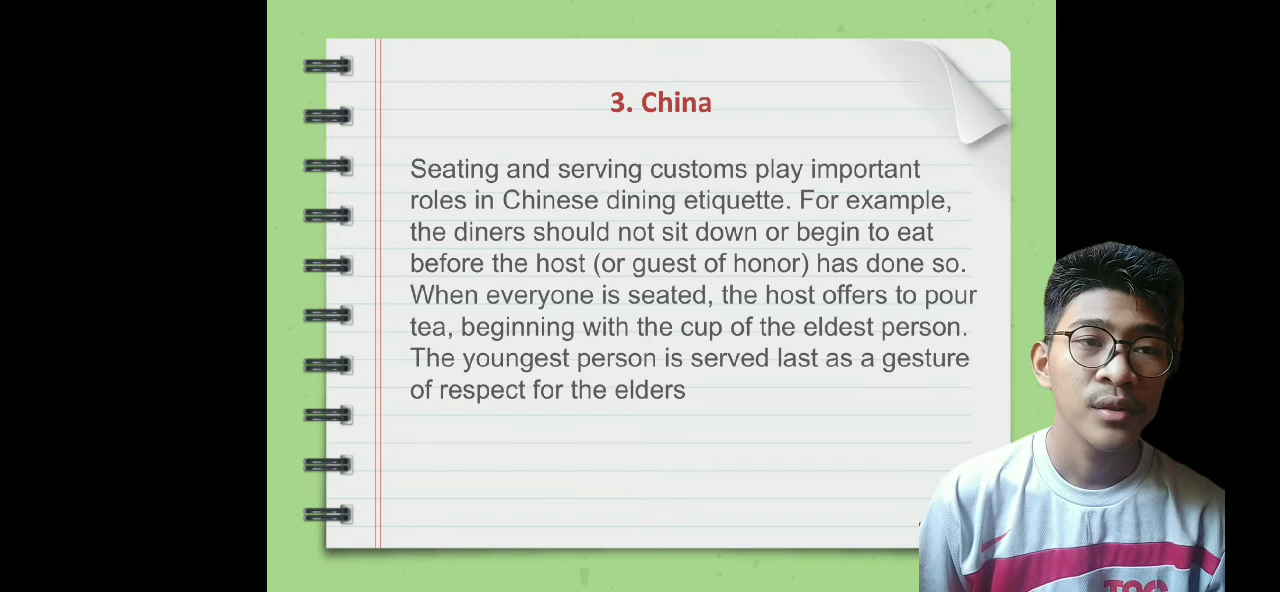 3. China
Seating and serving customs play important
roles in Chinese dining etiquette. For example,
the diners should not sit down or begin to eat
before the host (or guest of honor) has done so.
When everyone is seated, the host offers to pour
tea, beginning with the cup of the eldest person.
The youngest person is served last as a gesture
of respect for the elders